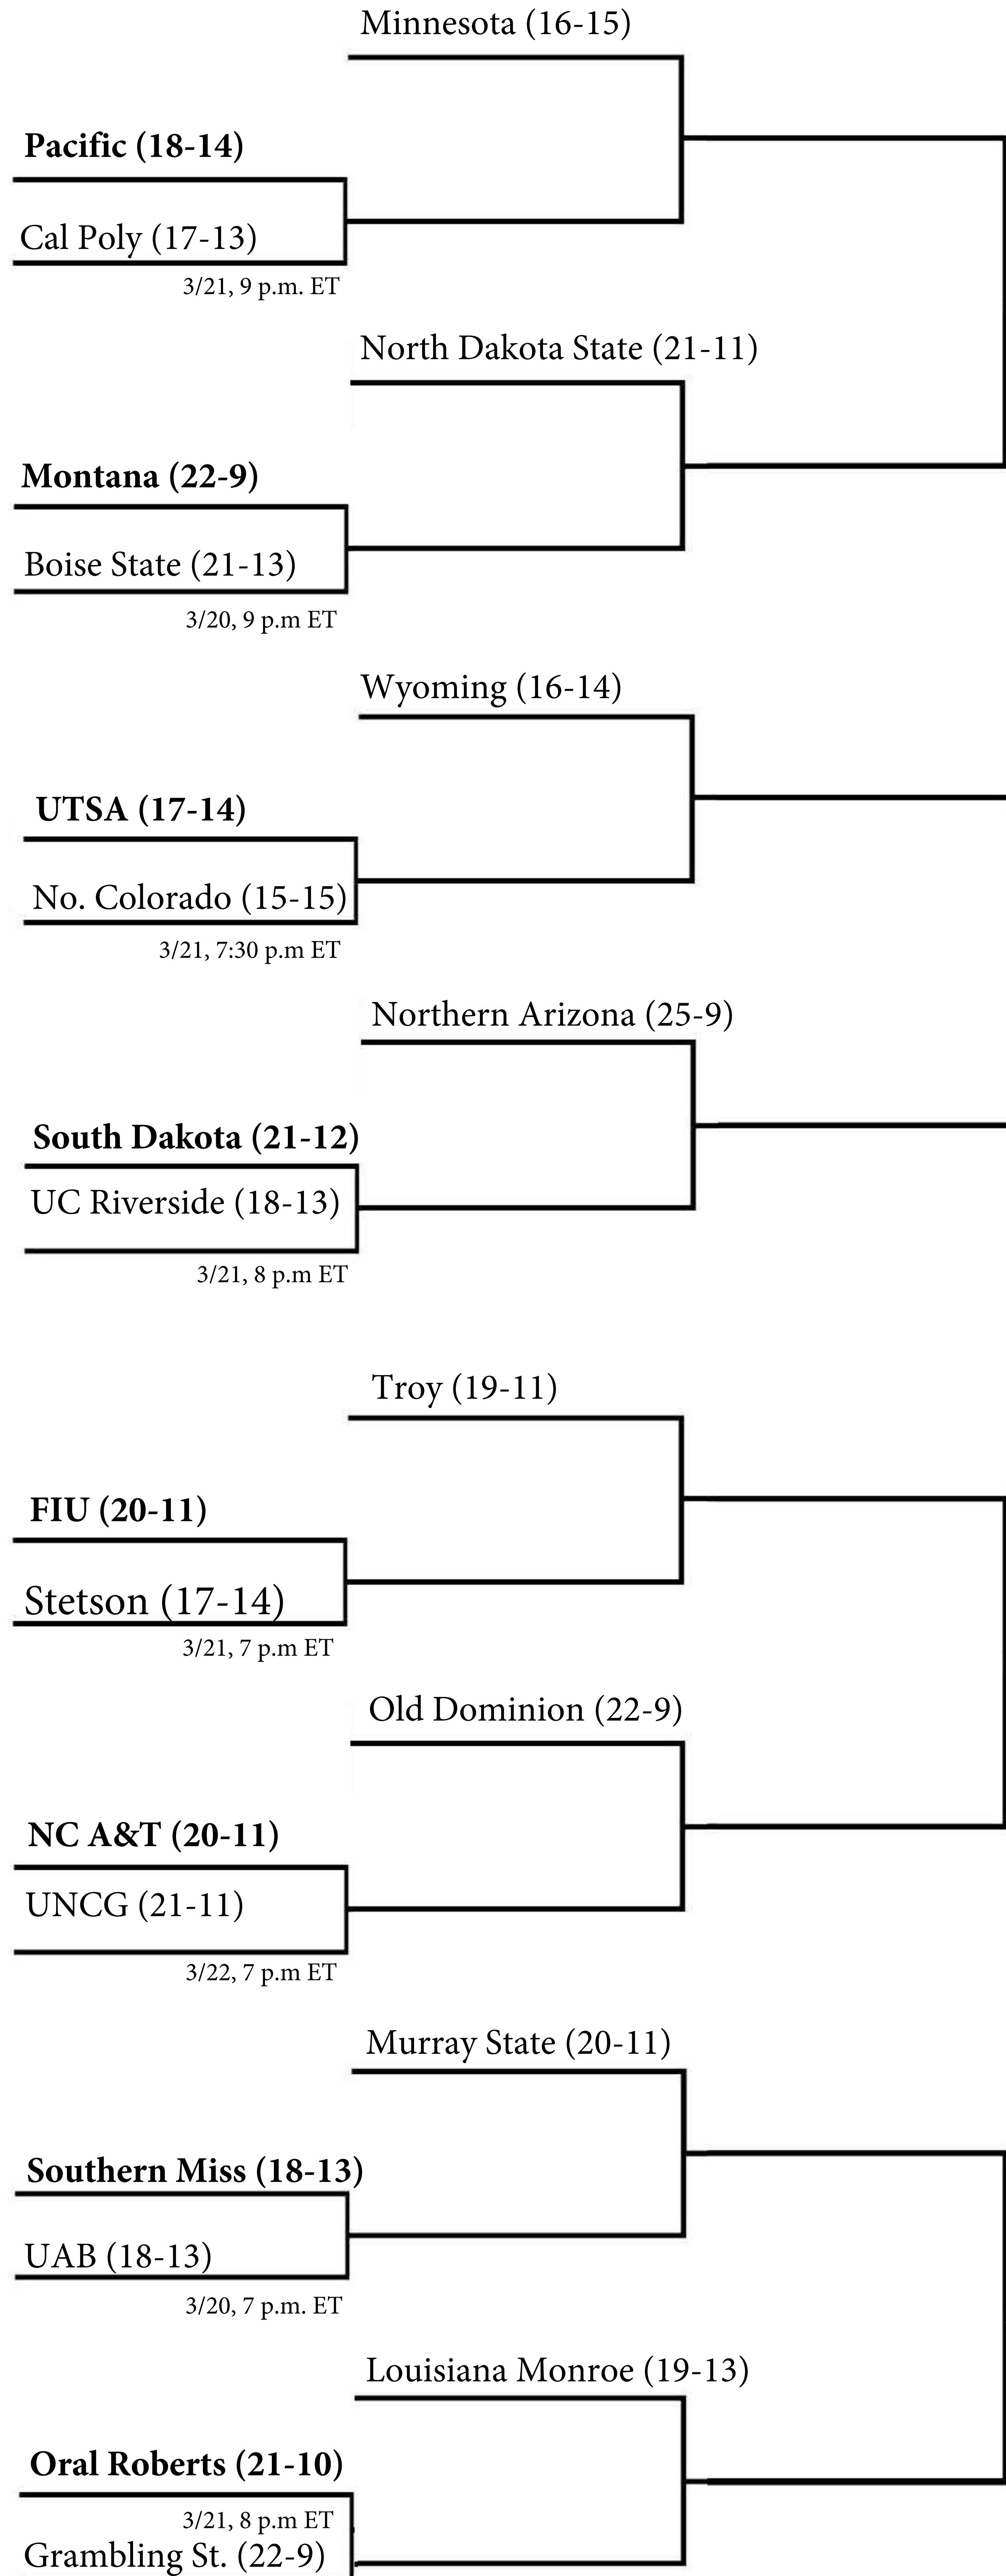 Minnesota (16-15)
Pacific (18-14)
Cal Poly (17-13)
3/21, 9 p.m. ET
North Dakota State (21-11)
Montana (22-9)
Boise State (21-13)
3/20, 9 p.m ET
Wyoming (16-14)
UTSA (17-14)
No. Colorado (15-15)
3/21, 7:30 p.m ET
Northern Arizona (25-9)
South Dakota (21-12)
UC Riverside (18-13)
3/21, 8 p.m ET
Troy (19-11)
FIU (20-11)
Stetson (17-14)
3/21, 7 p.m ET
Old Dominion (22-9)
NC A&T (20-11)
UNCG (21-11)
3/22, 7 p.m ET
Murray State (20-11)
Southern Miss (18-13)
UAB (18-13)
3/20, 7 p.m. ET
Louisiana Monroe (19-13)
Oral Roberts (21-10)
3/21, 8 p.m ET
Grambling St. (22-9)